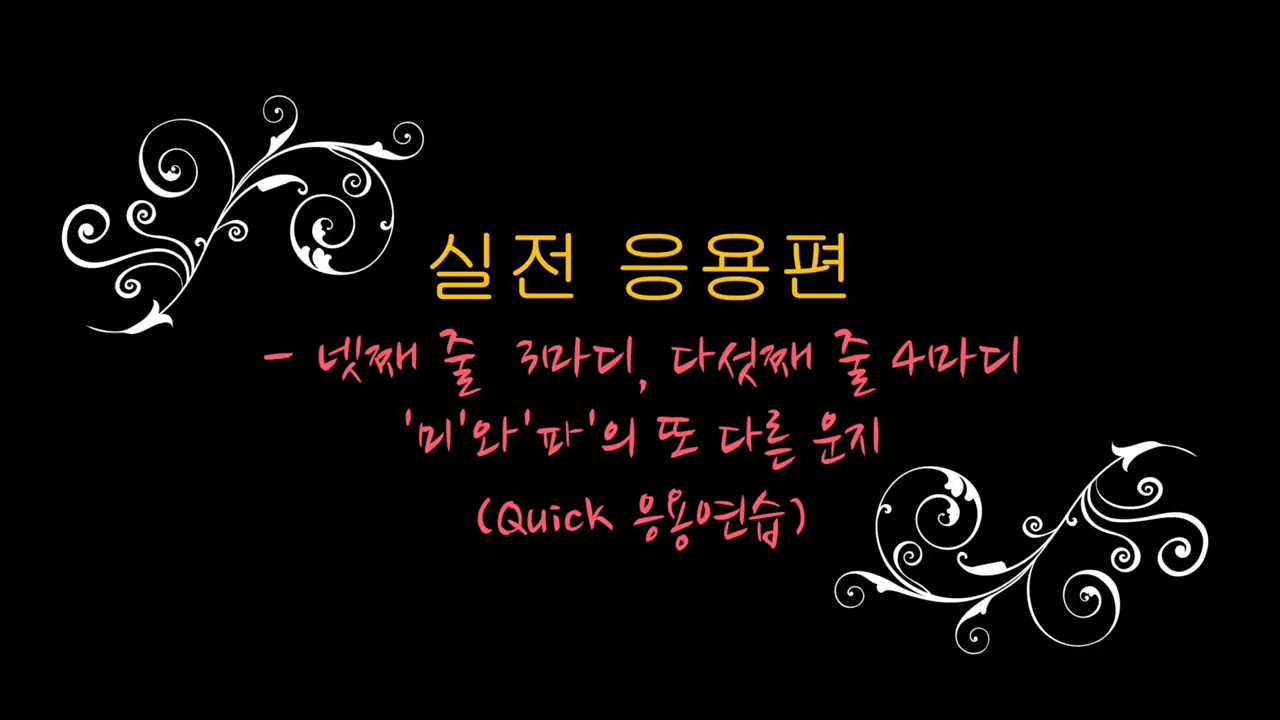 실전 응용편
- 넷째 줄 3마디, 다섯째 줄 4마디
'미'와'파'의 또 다른 운지
(Quick 응용연습)